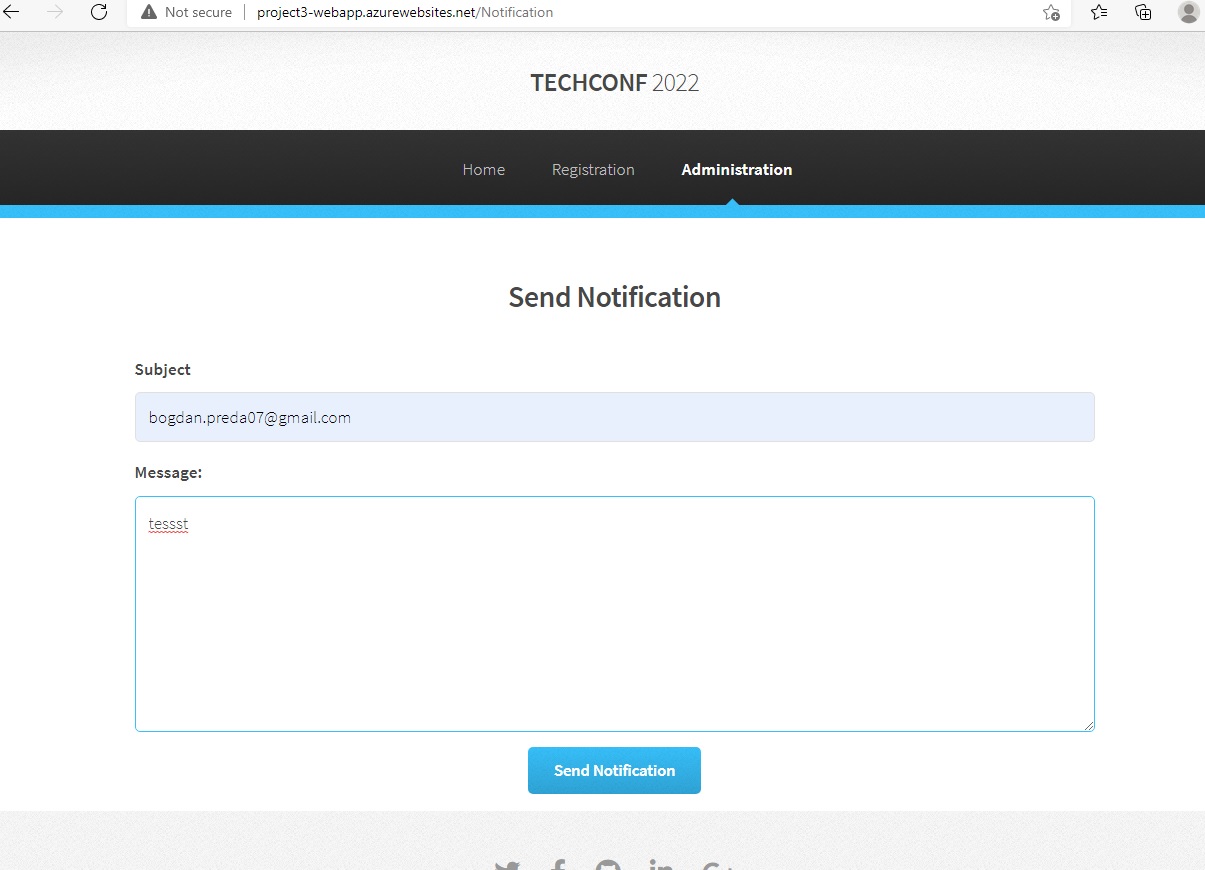 Not secure | project3-webapp.azurewebsites.net/Notification
TECHCONF 2022
Home Registration Administration
Send Notification
Subject
bogdan.preda07@gmail.com
Message:
tessst
Send Notification